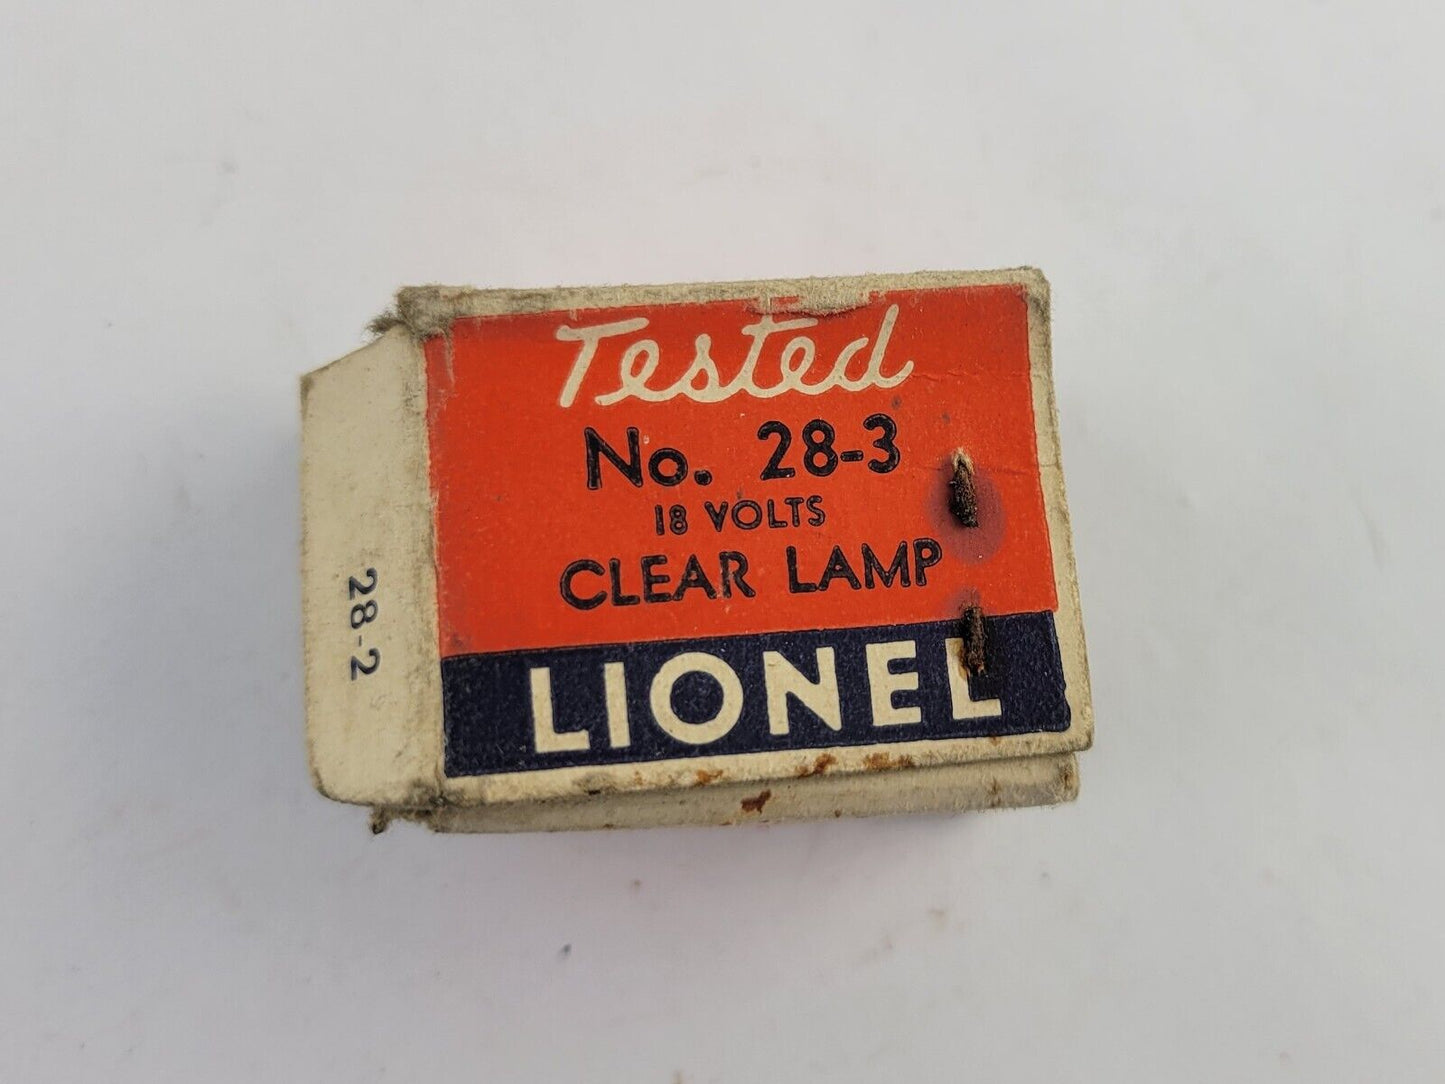 Tested
No. 28-3
18 VOLTS
CLEAR LAMP
LIONEL
28-2